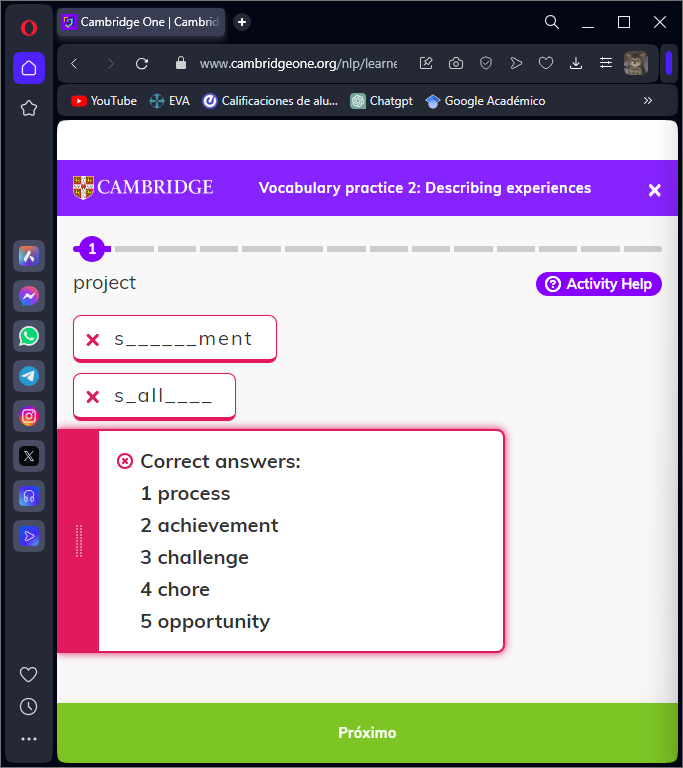 Cambridge One | Cambrid
www.cambridgeone.org/nlp/learne
YouTube EVA Calificaciones de alu... Chatgpt Google Académico »
CAMBRIDGE Vocabulary practice 2: Describing experiences
1
project
Activity Help
s______ment
s_all____
Correct answers:
1 process
2 achievement
3 challenge
4 chore
5 opportunity
Próximo